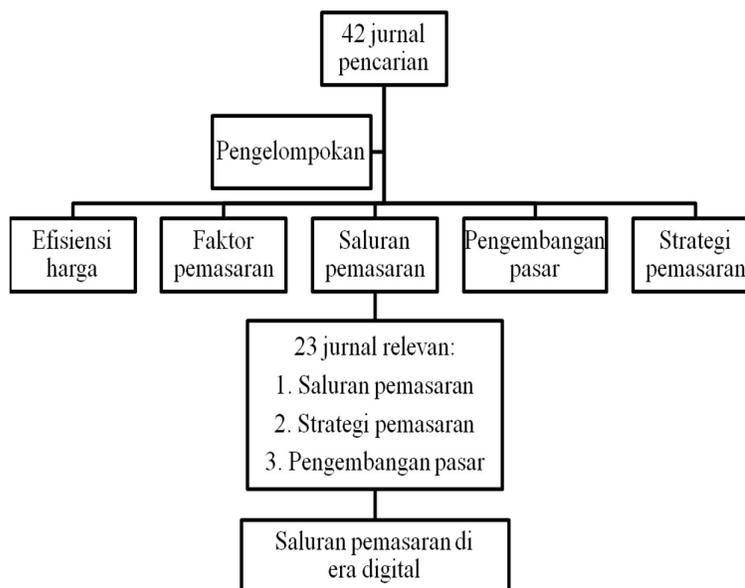 42 jurnal
pencarian
Pengelompokan
Efisiensi
harga
Faktor
pemasaran
Saluran
pemasaran
Pengembangan
pasar
Strategi
pemasaran
23 jurnal relevan:
1. Saluran pemasaran
2. Strategi pemasaran
3. Pengembangan pasar
Saluran pemasaran di
era digital